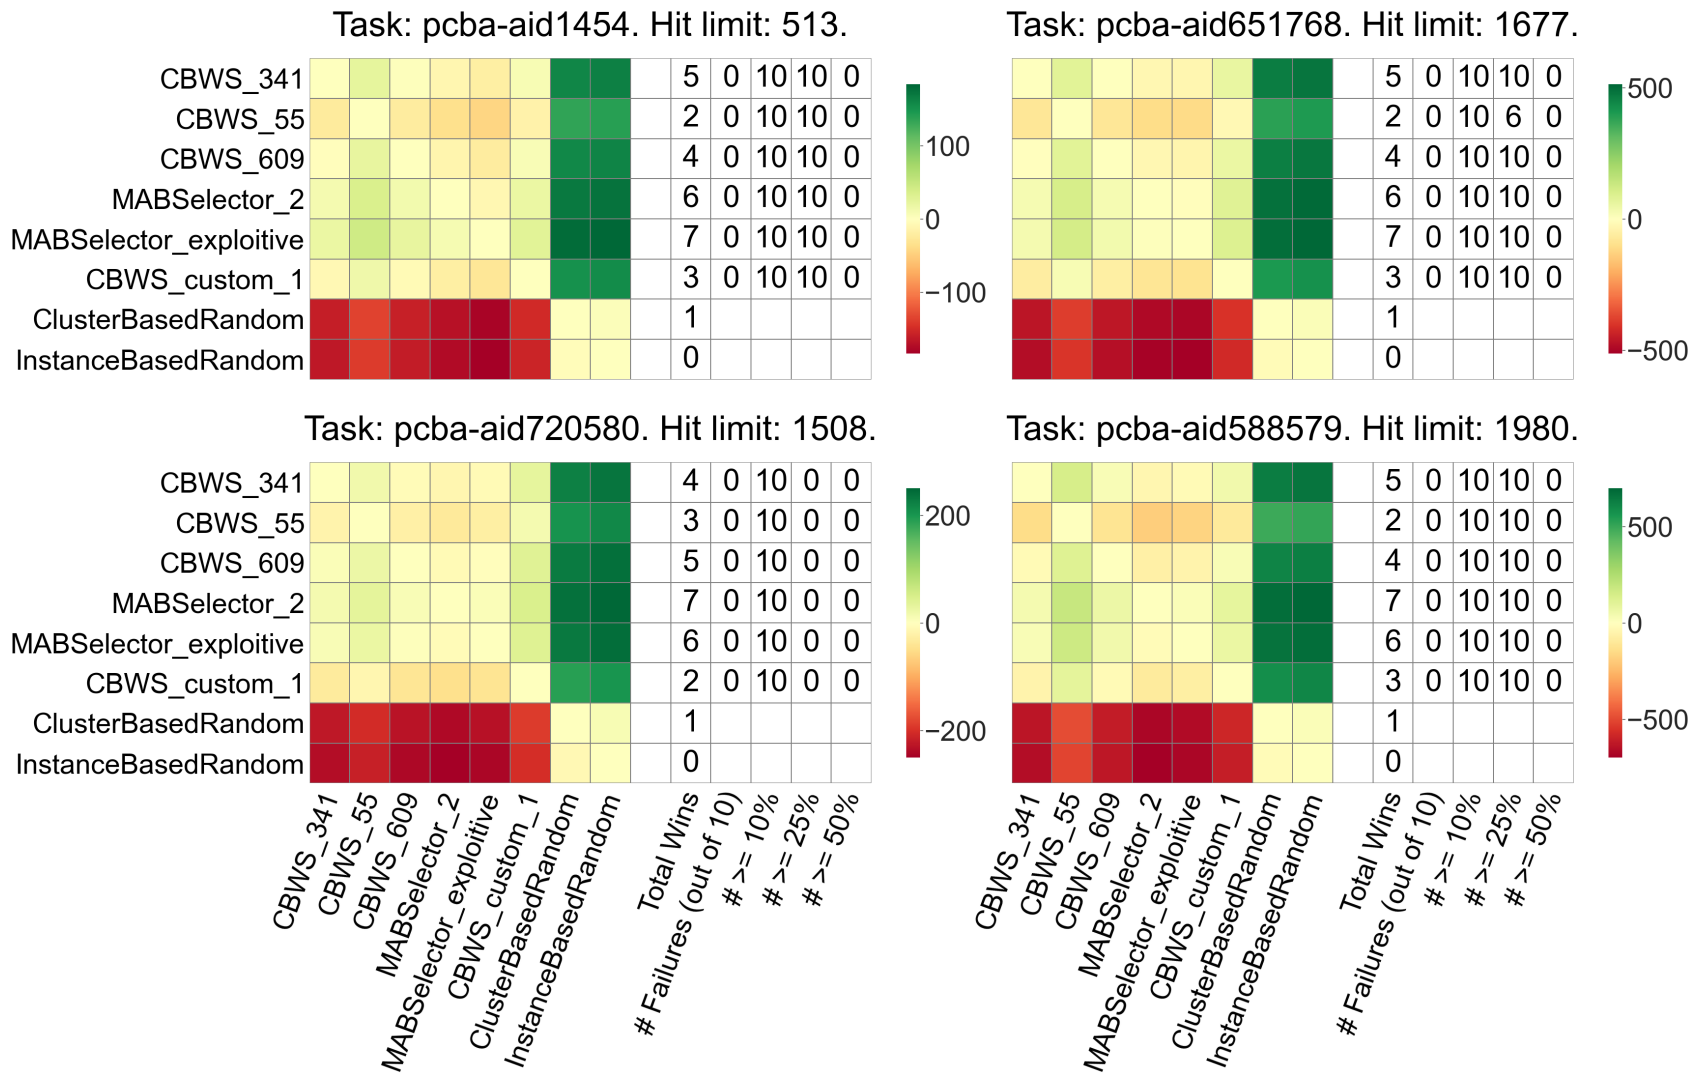 Task: pcba-aid1454. Hit limit: 513.
CBWS_341 5 0 10 10 0
CBWS_55 2 0 10 10 0
CBWS_609 4 0 10 10 0
MABSelector_2 6 0 10 10 0
MABSelector_exploitive 7 0 10 10 0
CBWS_custom_1 3 0 10 10 0
ClusterBasedRandom 1
InstanceBasedRandom 0
100
0
−100
Task: pcba-aid651768. Hit limit: 1677.
5 0 10 10 0
2 0 10 6 0
4 0 10 10 0
6 0 10 10 0
7 0 10 10 0
3 0 10 10 0
1
0
500
0
−500
Task: pcba-aid720580. Hit limit: 1508.
CBWS_341 4 0 10 0 0
CBWS_55 3 0 10 0 0
CBWS_609 5 0 10 0 0
MABSelector_2 7 0 10 0 0
MABSelector_exploitive 6 0 10 0 0
CBWS_custom_1 2 0 10 0 0
ClusterBasedRandom 1
InstanceBasedRandom 0
200
0
−200
CBWS_341
CBWS_55
CBWS_609
MABSelector_2
MABSelector_exploitive
CBWS_custom_1
ClusterBasedRandom
InstanceBasedRandom
Total Wins
# Failures (out of 10)
# >= 10%
# >= 25%
# >= 50%
Task: pcba-aid588579. Hit limit: 1980.
5 0 10 10 0
2 0 10 10 0
4 0 10 10 0
7 0 10 10 0
6 0 10 10 0
3 0 10 10 0
1
0
500
0
−500
CBWS_341
CBWS_55
CBWS_609
MABSelector_2
MABSelector_exploitive
CBWS_custom_1
ClusterBasedRandom
InstanceBasedRandom
Total Wins
# Failures (out of 10)
# >= 10%
# >= 25%
# >= 50%